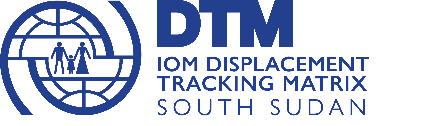 DTM
IOM DISPLACEMENT
TRACKING MATRIX
SOUTH SUDAN